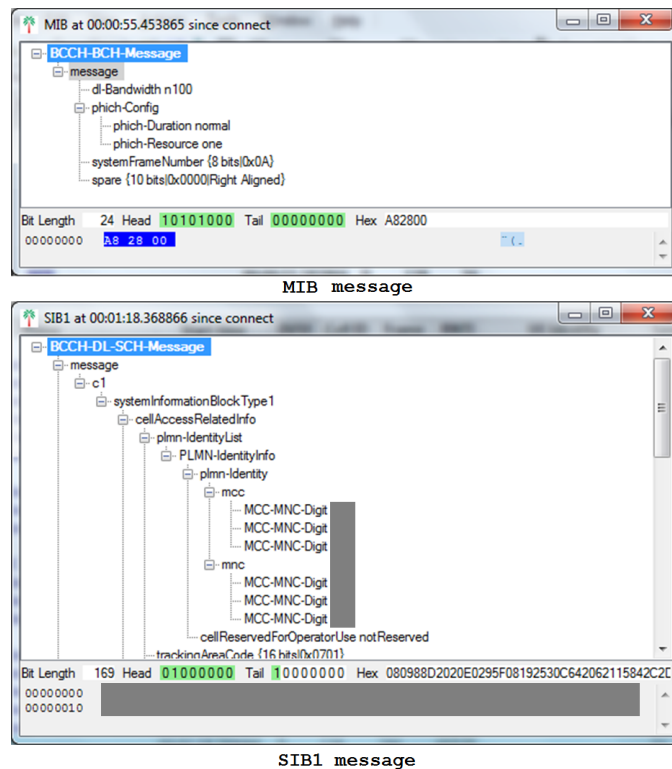 MIB at 00:00:55.453865 since connect
BCCH-BCH-Message
message
dl-Bandwidth n100
phich-Config
phich-Duration normal
phich-Resource one
systemFrameNumber {8 bits|0x0A}
spare {10 bits|0x0000|Right Aligned}
Bit Length 24 Head 10101000 Tail 00000000 Hex A82800
00000000 A8 28 00 ¨(.
MIB message
SIB1 at 00:01:18.368866 since connect
BCCH-DL-SCH-Message
message
c1
systemInformationBlockType1
cellAccessRelatedInfo
plmn-IdentityList
PLMN-IdentityInfo
plmn-Identity
mcc
MCC-MNC-Digit
MCC-MNC-Digit
MCC-MNC-Digit
mnc
MCC-MNC-Digit
MCC-MNC-Digit
MCC-MNC-Digit
cellReservedForOperatorUse notReserved
trackingAreaCode {16 bits|0x0701}
Bit Length 169 Head 01000000 Tail 10000000 Hex 080988D2020E0295F08192530C642062115842C2D
00000000
00000010
SIB1 message